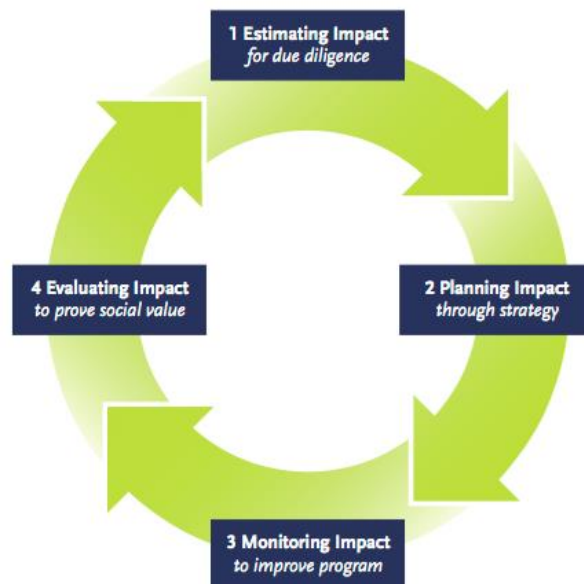 1 Estimating Impact
for due diligence
2 Planning Impact
through strategy
3 Monitoring Impact
to improve program
4 Evaluating Impact
to prove social value